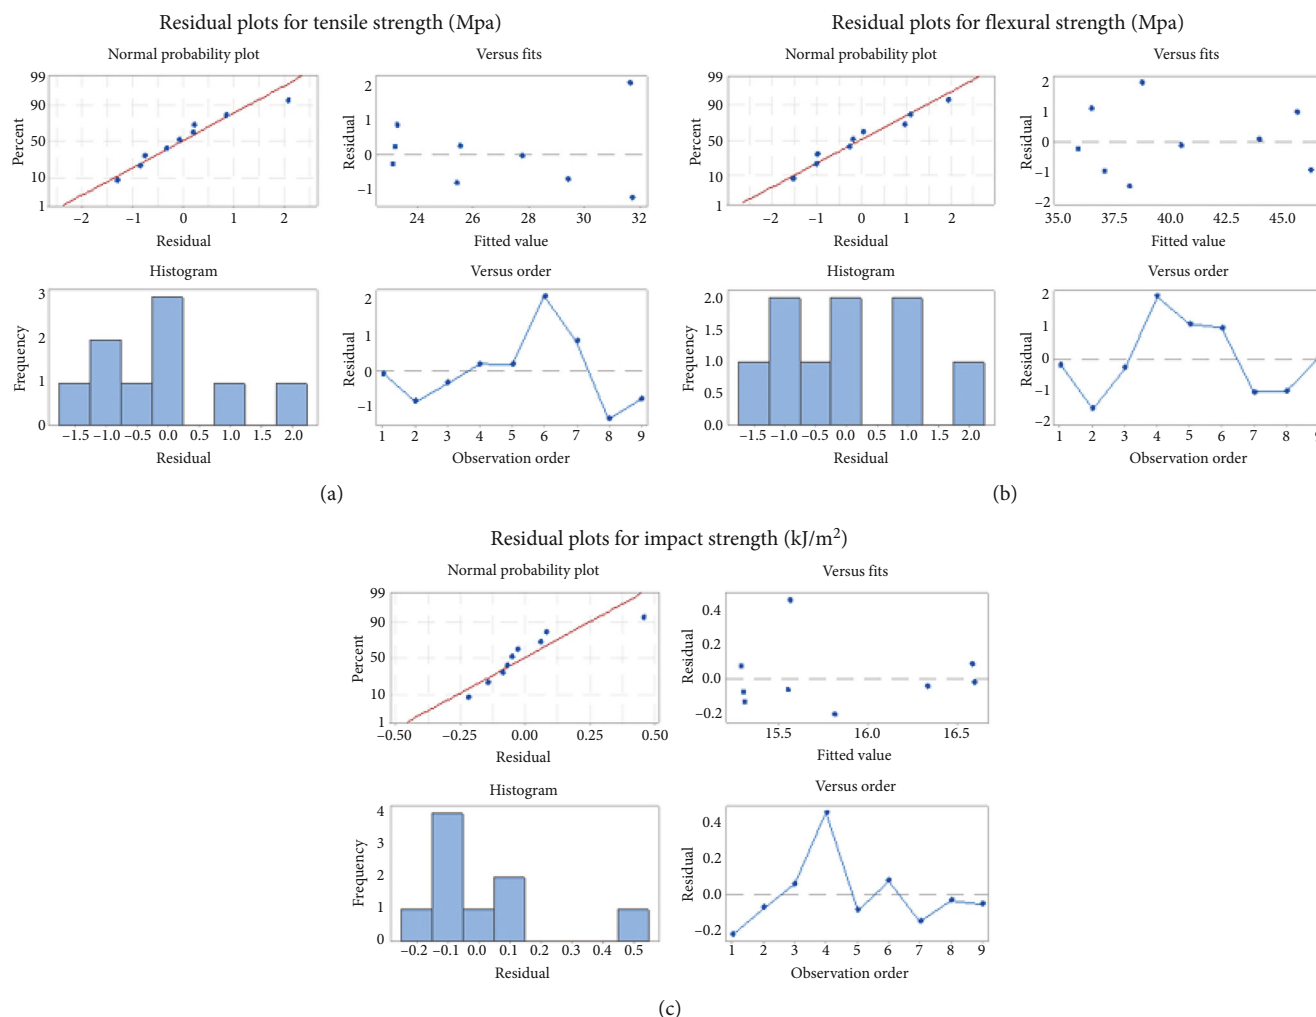 Residual plots for tensile strength (Mpa)
Normal probability plot
Percent
99
90
50
10
1
−2 −1 0 1 2
Residual
Versus fits
Residual
2
1
0
−1
24 26 28 30 32
Fitted value
Histogram
Frequency
3
2
1
0
−1.5 −1.0 −0.5 0.0 0.5 1.0 1.5 2.0
Residual
Versus order
Residual
2
1
0
−1
1 2 3 4 5 6 7 8 9
Observation order
(a)
Residual plots for flexural strength (Mpa)
Normal probability plot
Percent
99
90
50
10
1
−2 −1 0 1 2
Residual
Versus fits
Residual
2
1
0
−1
−2
35.0 37.5 40.0 42.5 45.0
Fitted value
Histogram
Frequency
2.0
1.5
1.0
0.5
0.0
−1.5 −1.0 −0.5 0.0 0.5 1.0 1.5 2.0
Residual
Versus order
Residual
2
1
0
−1
−2
1 2 3 4 5 6 7 8
Observation order
(b)
Residual plots for impact strength (kJ/m²)
Normal probability plot
Percent
99
90
50
10
1
−0.50 −0.25 0.00 0.25 0.50
Residual
Versus fits
Residual
0.4
0.2
0.0
−0.2
15.5 16.0 16.5
Fitted value
Histogram
Frequency
4
3
2
1
0
−0.2 −0.1 0.0 0.1 0.2 0.3 0.4 0.5
Residual
Versus order
Residual
0.4
0.2
0.0
−0.2
1 2 3 4 5 6 7 8 9
Observation order
(c)